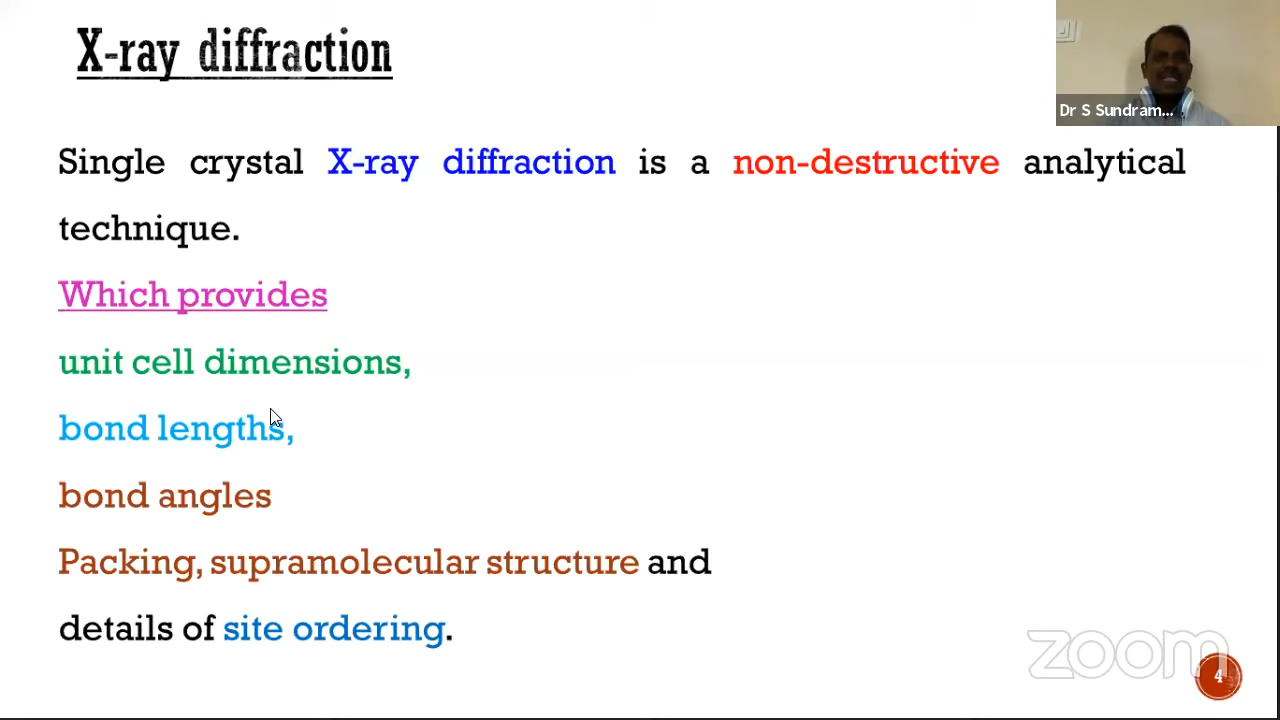 X-ray diffraction
Dr S Sundram...
Single crystal X-ray diffraction is a non-destructive analytical
technique.
Which provides
unit cell dimensions,
bond lengths,
bond angles
Packing, supramolecular structure and
details of site ordering.
zoom
4